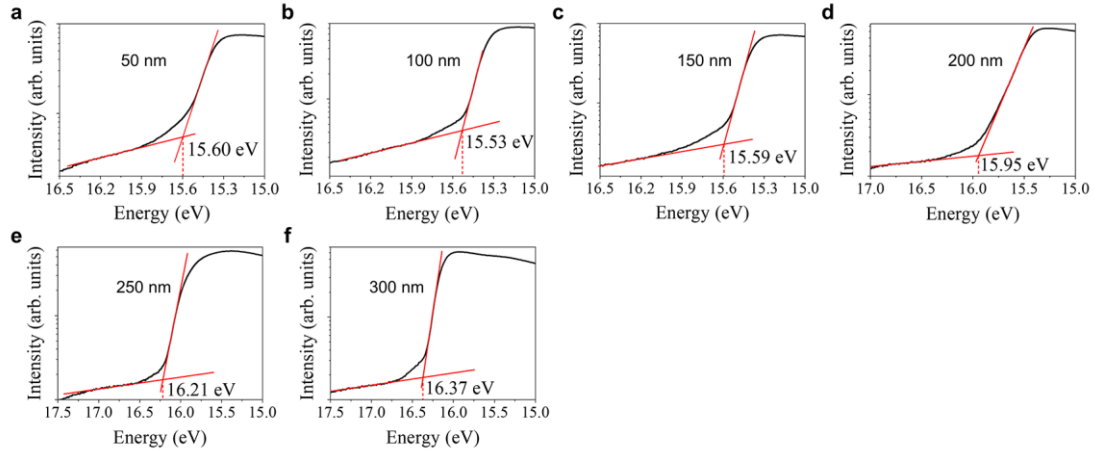 a
50 nm
15.60 eV
Intensity (arb. units)
16.5 16.2 15.9 15.6 15.3 15.0
Energy (eV)
b
100 nm
15.53 eV
Intensity (arb. units)
16.5 16.2 15.9 15.6 15.3 15.0
Energy (eV)
c
150 nm
15.59 eV
Intensity (arb. units)
16.5 16.2 15.9 15.6 15.3 15.0
Energy (eV)
d
200 nm
15.95 eV
Intensity (arb. units)
17.0 16.5 16.0 15.5 15.0
Energy (eV)
e
250 nm
16.21 eV
Intensity (arb. units)
17.5 17.0 16.5 16.0 15.5 15.0
Energy (eV)
f
300 nm
16.37 eV
Intensity (arb. units)
17.5 17.0 16.5 16.0 15.5 15.0
Energy (eV)